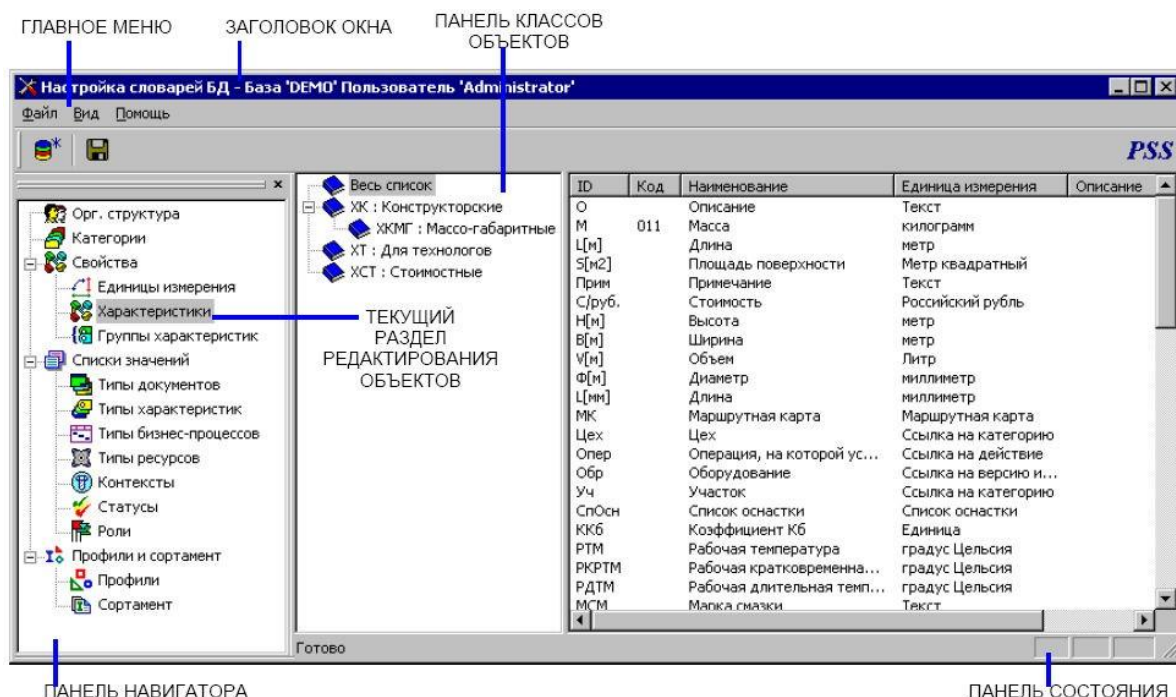 ГЛАВНОЕ МЕНЮ
ЗАГОЛОВОК ОКНА
ПАНЕЛЬ КЛАССОВ
ОБЪЕКТОВ
Настройка словарей БД - База 'DEMO' Пользователь 'Administrator'
Файл Вид Помощь
PSS
Орг. структура
Категории
Свойства
Единицы измерения
Характеристики
Группы характеристик
Списки значений
Типы документов
Типы характеристик
Типы бизнес-процессов
Типы ресурсов
Контексты
Статусы
Роли
Профили и сортамент
Профили
Сортамент
Весь список
ХК : Конструкторские
ХКМГ : Массо-габаритные
ХТ : Для технологов
ХСТ : Стоимостные
ТЕКУЩИЙ
РАЗДЕЛ
РЕДАКТИРОВАНИЯ
ОБЪЕКТОВ
ID Код Наименование Единица измерения Описание
О Описание Текст
М 011 Масса килограмм
L[м] Длина метр
S[м2] Площадь поверхности Метр квадратный
Прим Примечание Текст
С/руб. Стоимость Российский рубль
H[м] Высота метр
B[м] Ширина метр
V[м] Объем Литр
Ф[м] Диаметр миллиметр
L[мм] Длина миллиметр
МК Маршрутная карта Маршрутная карта
Цех Цех Ссылка на категорию
Опер Операция, на которой ус... Ссылка на действие
Обр Оборудование Ссылка на версию и...
Уч Участок Ссылка на категорию
СпОсн Список оснастки Список оснастки
ККб Коэффициент Кб Единица
РТМ Рабочая температура градус Цельсия
РКРТМ Рабочая кратковременна... градус Цельсия
РДТМ Рабочая длительная темп... градус Цельсия
МСМ Марка смазки Текст
Готово
ПАНЕЛЬ НАВИГАТОРА
ПАНЕЛЬ СОСТОЯНИЯ